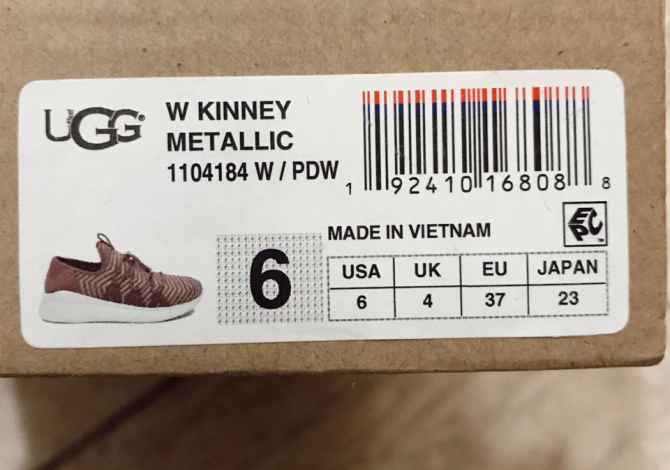 UGG
W KINNEY
METALLIC
1104184 W / PDW
1 92410 16808 8
EPC
MADE IN VIETNAM
6
USA UK EU JAPAN
6 4 37 23